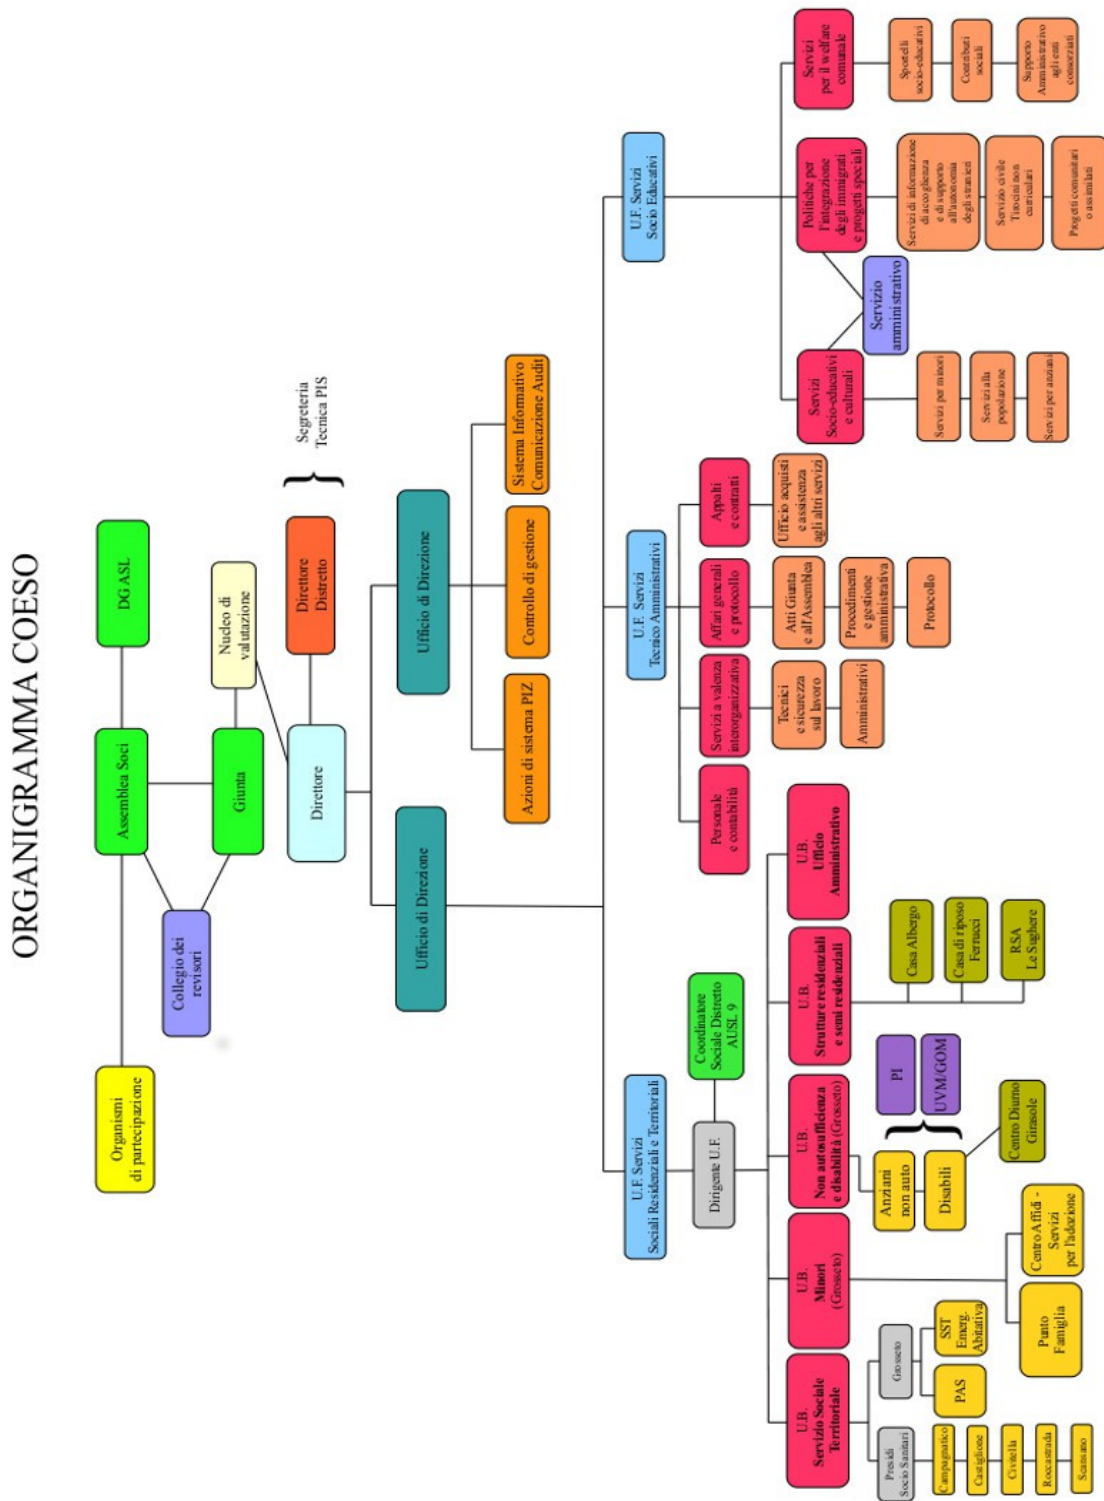 ORGANIGRAMMA COESO
Organismi
di partecipazione
Assemblea Soci
DG ASL
Collegio dei
revisori
Giunta
Nucleo di
valutazione
Direttore
Direttore
Distretto
Segreteria
Tecnica PIS
Ufficio di Direzione
Ufficio di Direzione
Azioni di sistema PIZ
Controllo di gestione
Sistema Informativo
Comunicazione Audit
U.F. Servizi
Sociali Residenziali e Territoriali
U.F. Servizi
Tecnico Amministrativi
U.F. Servizi
Socio Educativi
Dirigente U.F.
Coordinatore
Sociale Distretto
AUSL 9
U.B.
Servizio Sociale
Territoriale
U.B.
Minori
(Grosseto)
U.B.
Non autosufficienza
e disabilità (Grosseto)
U.B.
Strutture residenziali
e semi residenziali
U.B.
Ufficio
Amministrativo
Presidi
Socio Sanitari
Campagnatico
Castiglione
Civitella
Roccastrada
Scansano
Grosseto
PAS
SST
Emerg.
Abitativa
Punto
Famiglia
Centro Affidi -
Servizi
per l'adozione
Anziani
non auto
Disabili
PI
UVM/GOM
Centro Diurno
Girasole
Casa Albergo
Casa di riposo
Ferrucci
RSA
Le Sughere
Personale
e contabilità
Servizi a valenza
interorganizzativa
Affari generali
e protocollo
Appalti
e contratti
Tecnici
e sicurezza
sul lavoro
Amministrativi
Atti Giunta
e all'Assemblea
Procedimenti
e gestione
amministrativa
Protocollo
Ufficio acquisti
e assistenza
agli altri servizi
Servizi
Socio-educativi
e culturali
Politiche per
l'integrazione
degli immigrati
e progetti speciali
Servizi
per il welfare
comunale
Servizio
amministrativo
Servizi per minori
Servizi alla
popolazione
Servizi per anziani
Servizi di informazione
di accoglienza
e di supporto
all'autonomia
degli stranieri
Servizio civile
Tirocini non
curriculari
Progetti comunitari
o assimilati
Sportelli
socio-educativi
Contributi
sociali
Supporto
Amministrativo
agli enti
consorziati